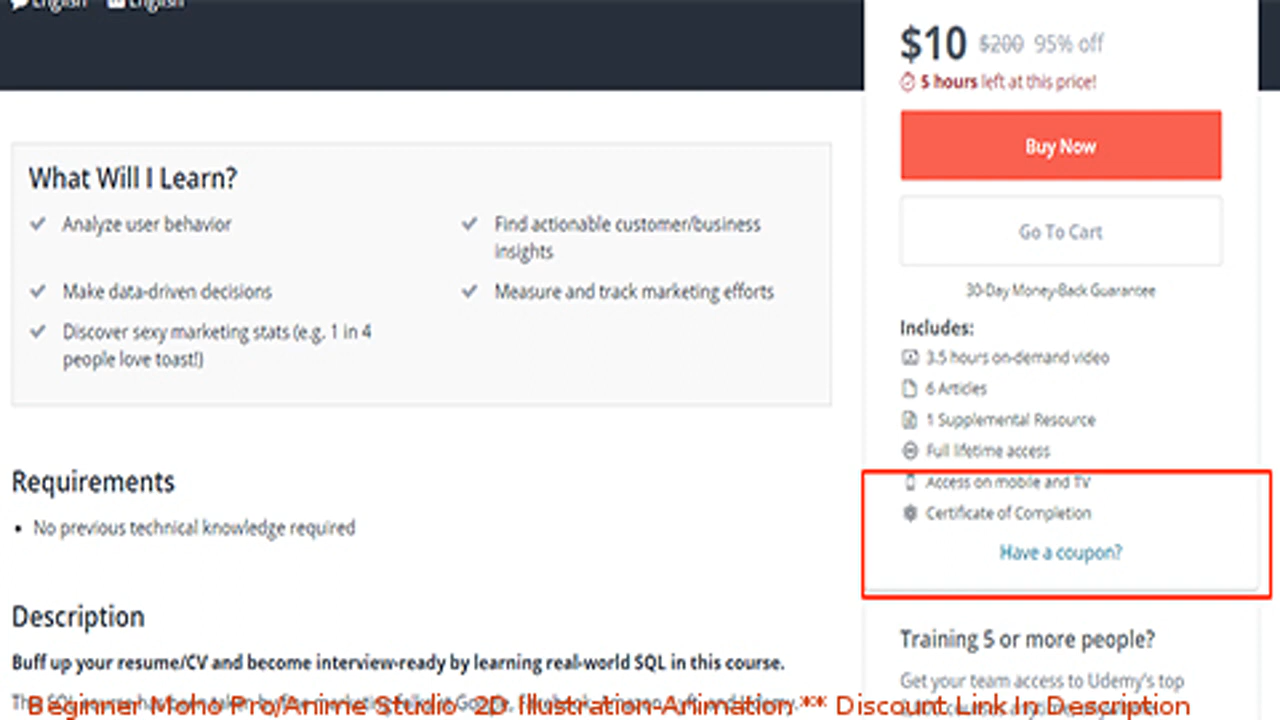 English English
$10 $200 95% off
5 hours left at this price!
Buy Now
Go To Cart
30-Day Money-Back Guarantee
Includes:
3.5 hours on-demand video
6 Articles
1 Supplemental Resource
Full lifetime access
Access on mobile and TV
Certificate of Completion
Have a coupon?
Training 5 or more people?
Get your team access to Udemy's top
What Will I Learn?
Analyze user behavior
Find actionable customer/business
insights
Make data-driven decisions
Measure and track marketing efforts
Discover sexy marketing stats (e.g. 1 in 4
people love toast!)
Requirements
• No previous technical knowledge required
Description
Buff up your resume/CV and become interview-ready by learning real-world SQL in this course.
Beginner Moho Pro/Anime Studio 2D Illustration-Animation ** Discount Link In Description